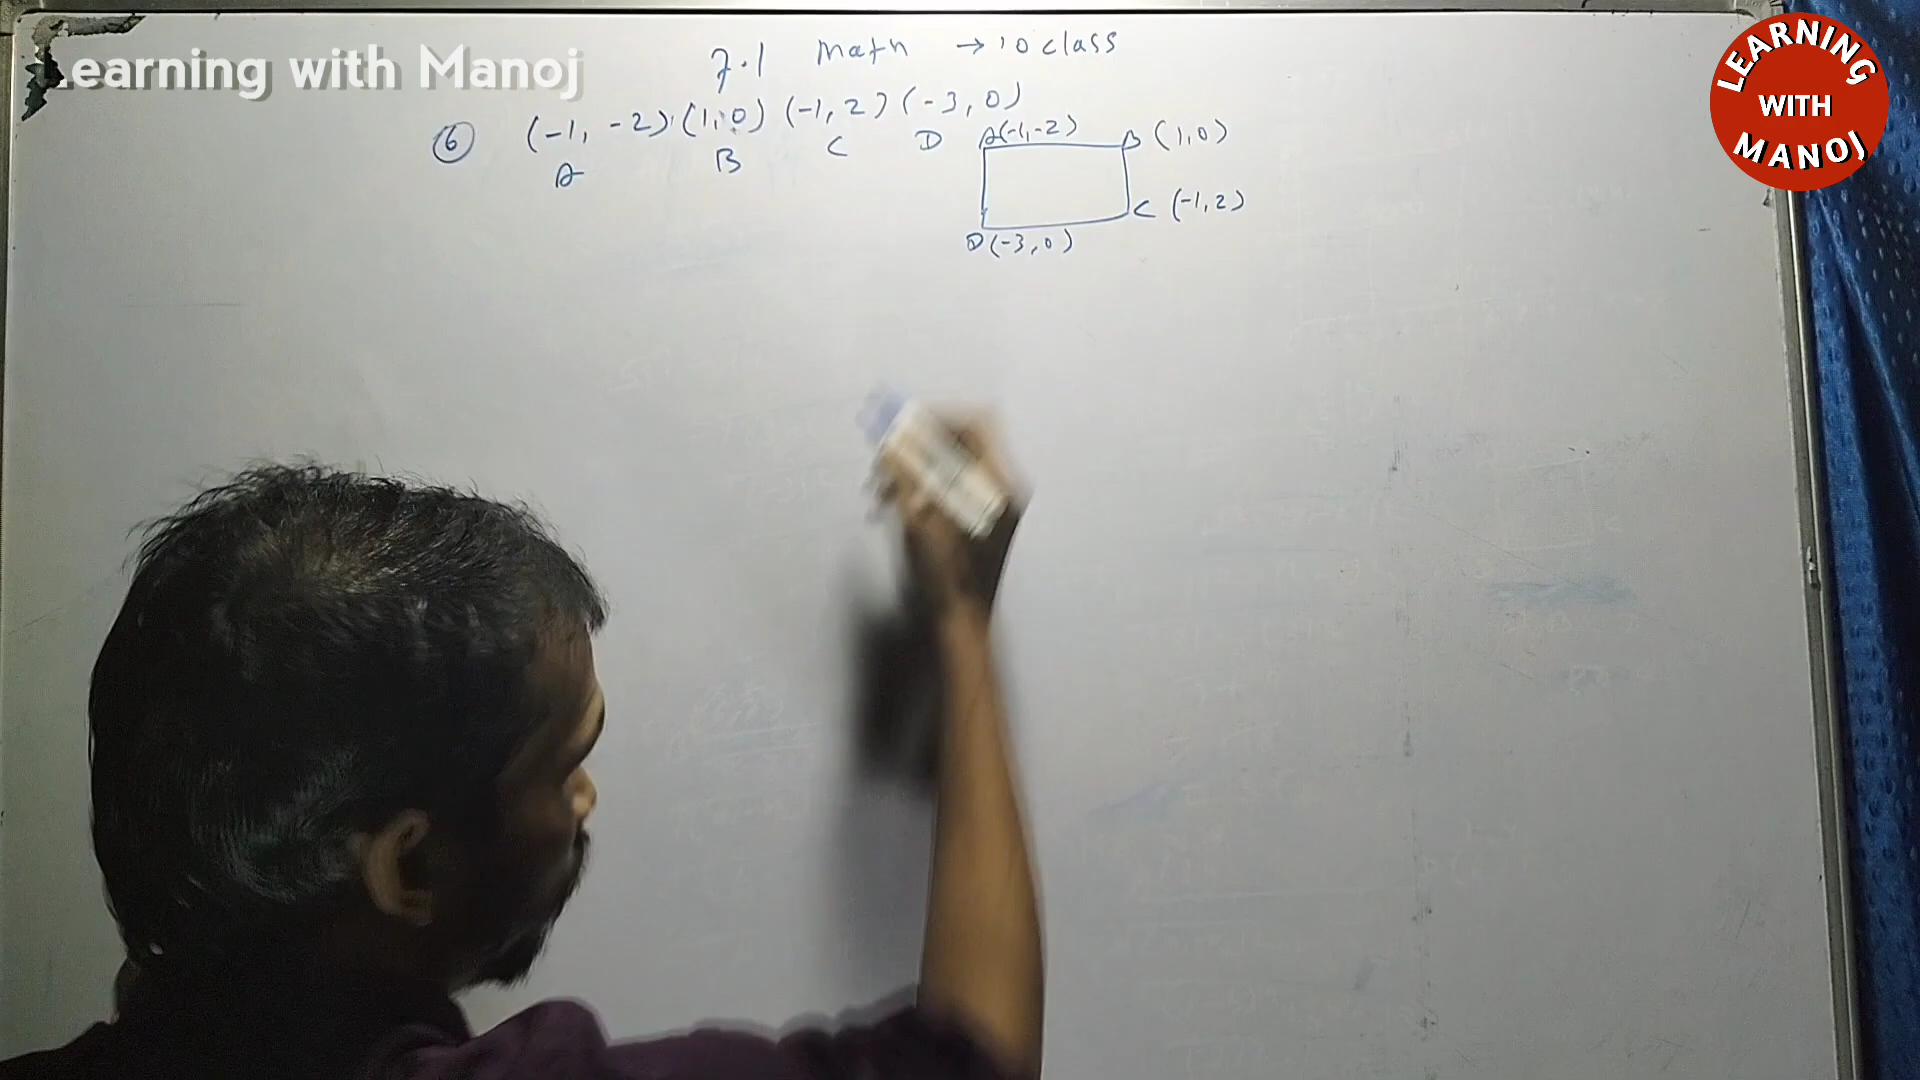 Learning with Manoj
7.1 Math → 10 class
6 (-1, -2), (1, 0) (-1, 2) (-3, 0)
A B C D
A(-1, -2) B (1, 0)
C (-1, 2)
D (-3, 0)
LEARNING
WITH
MANOJ